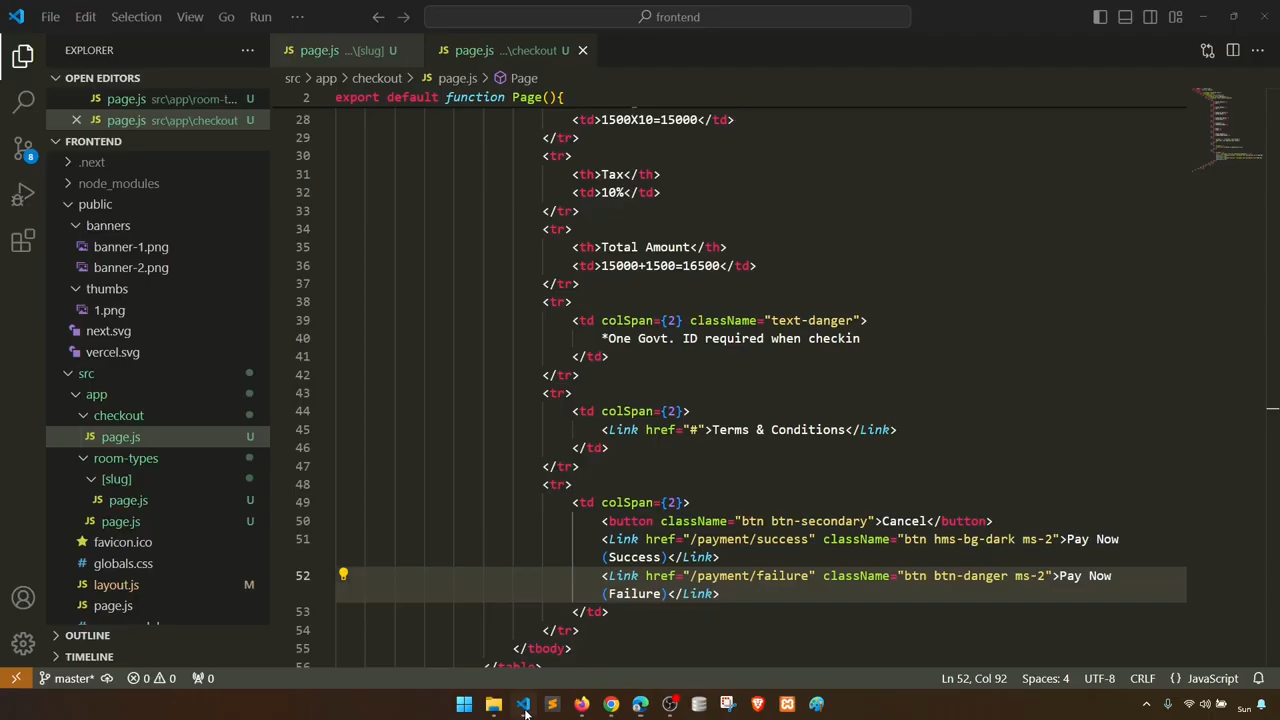 File Edit Selection View Go Run ··· frontend
EXPLORER
OPEN EDITORS
page.js src\app\room-t... U
page.js src\app\checkout U
FRONTEND
.next
node_modules
public
banners
banner-1.png
banner-2.png
thumbs
1.png
next.svg
vercel.svg
src
app
checkout
page.js U
room-types
[slug]
page.js U
page.js U
favicon.ico
globals.css
layout.js M
page.js
OUTLINE
TIMELINE
8
page.js ...\[slug] U page.js ...\checkout U
src > app > checkout > page.js > Page
2 export default function Page(){
28 <td>1500X10=15000</td>
29 </tr>
30 <tr>
31 <th>Tax</th>
32 <td>10%</td>
33 </tr>
34 <tr>
35 <th>Total Amount</th>
36 <td>15000+1500=16500</td>
37 </tr>
38 <tr>
39 <td colSpan={2} className="text-danger">
40 *One Govt. ID required when checkin
41 </td>
42 </tr>
43 <tr>
44 <td colSpan={2}>
45 <Link href="#">Terms & Conditions</Link>
46 </td>
47 </tr>
48 <tr>
49 <td colSpan={2}>
50 <button className="btn btn-secondary">Cancel</button>
51 <Link href="/payment/success" className="btn hms-bg-dark ms-2">Pay Now
(Success)</Link>
52 <Link href="/payment/failure" className="btn btn-danger ms-2">Pay Now
(Failure)</Link>
53 </td>
54 </tr>
55 </tbody>
56 </table>
master* 0 0 0 Ln 52, Col 92 Spaces: 4 UTF-8 CRLF {} JavaScript
Sun